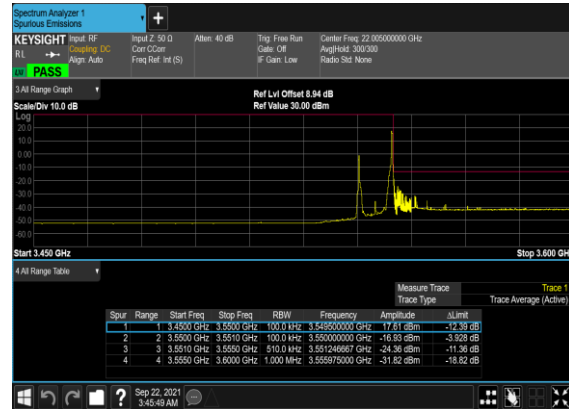 Spectrum Analyzer 1
Spurious Emissions
KEYSIGHT Input: RF Input Z: 50 Ω Atten: 40 dB Trig: Free Run Center Freq: 22.005000000 GHz
R L Coupling: DC Corr CCorr Gate: Off Avg|Hold: 300/300
Align: Auto Freq Ref: Int (S) IF Gain: Low Radio Std: None
PASS
3 All Range Graph
Ref Lvl Offset 8.94 dB
Scale/Div 10.0 dB Ref Value 30.00 dBm
Log
20.0
10.0
0.00
-10.0
-20.0
-30.0
-40.0
-50.0
-60.0
Start 3.450 GHz Stop 3.600 GH
4 All Range Table
Measure Trace Trace 1
Trace Type Trace Average (Active)
Spur Range Start Freq Stop Freq RBW Frequency Amplitude ΔLimit
1 1 3.4500 GHz 3.5500 GHz 100.0 kHz 3.549500000 GHz 17.61 dBm -12.39 dB
2 2 3.5500 GHz 3.5510 GHz 100.0 kHz 3.550000000 GHz -16.93 dBm -3.928 dB
3 3 3.5510 GHz 3.5550 GHz 510.0 kHz 3.551246667 GHz -24.36 dBm -11.36 dB
4 4 3.5550 GHz 3.6000 GHz 1.000 MHz 3.555975000 GHz -31.82 dBm -18.82 dB
Sep 22, 2021
3:45:49 AM